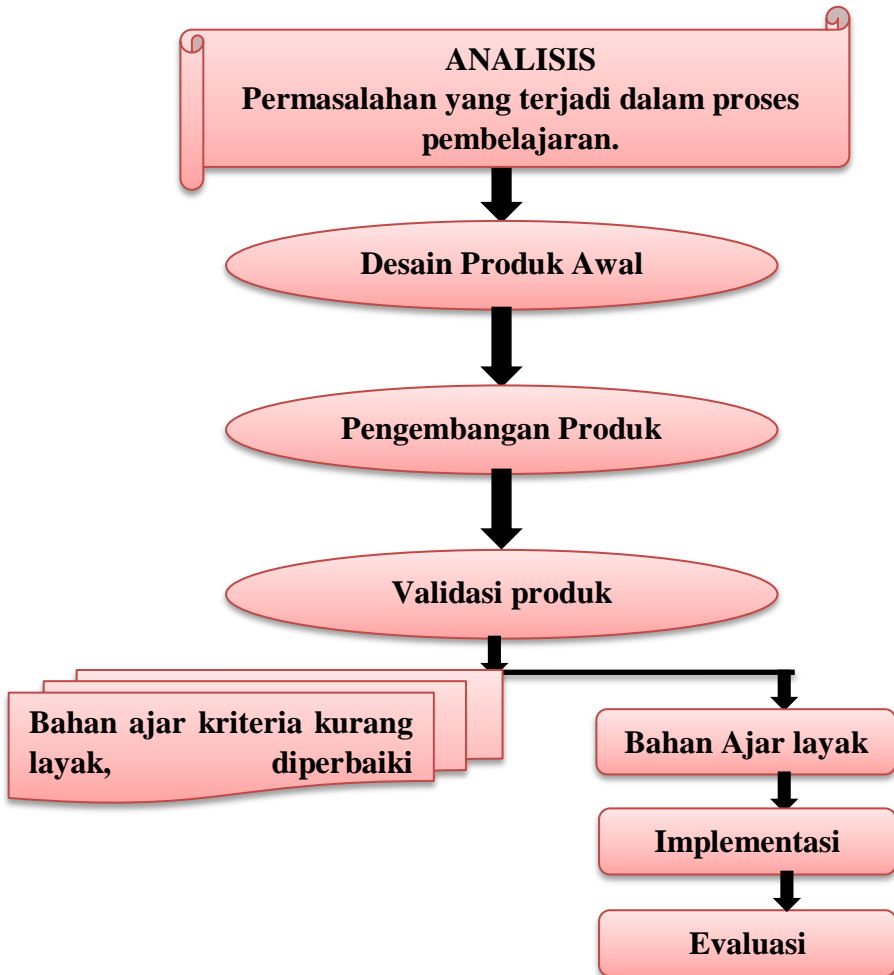 ANALISIS
Permasalahan yang terjadi dalam proses
pembelajaran.
Desain Produk Awal
Pengembangan Produk
Validasi produk
Bahan ajar kriteria kurang
layak, diperbaiki
Bahan Ajar layak
Implementasi
Evaluasi